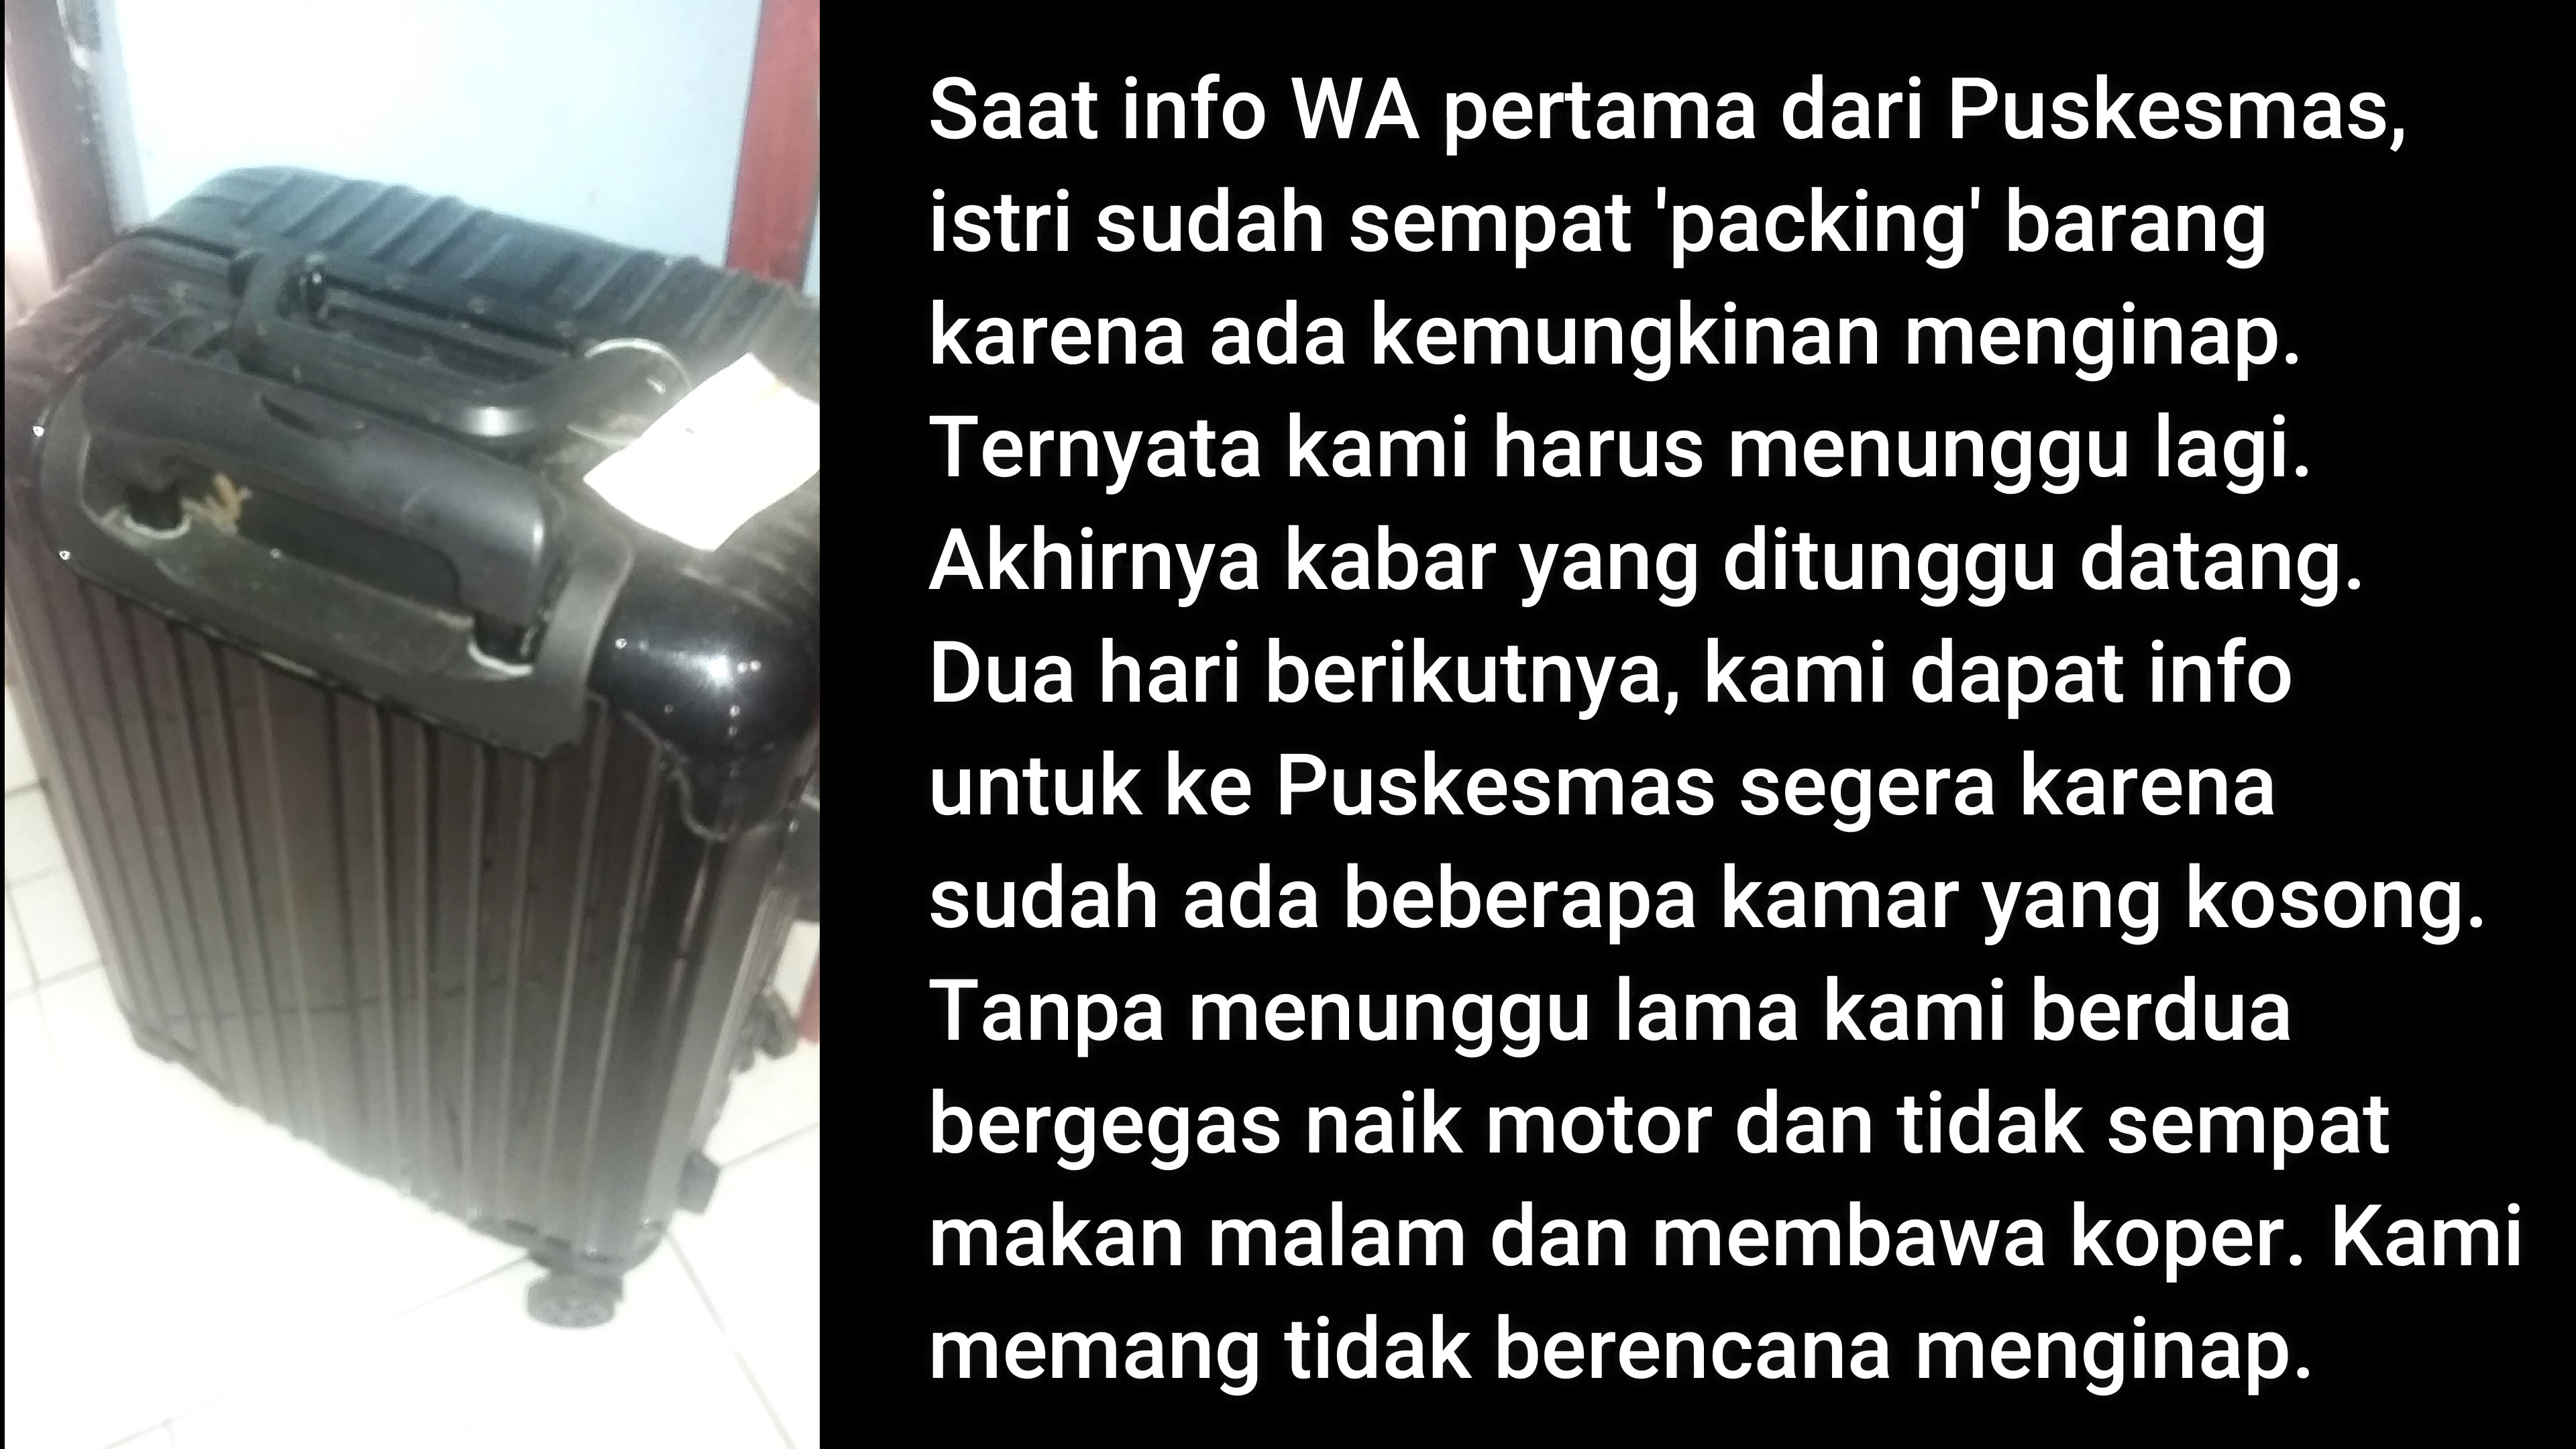 Saat info WA pertama dari Puskesmas,
istri sudah sempat 'packing' barang
karena ada kemungkinan menginap.
Ternyata kami harus menunggu lagi.
Akhirnya kabar yang ditunggu datang.
Dua hari berikutnya, kami dapat info
untuk ke Puskesmas segera karena
sudah ada beberapa kamar yang kosong.
Tanpa menunggu lama kami berdua
bergegas naik motor dan tidak sempat
makan malam dan membawa koper. Kami
memang tidak berencana menginap.